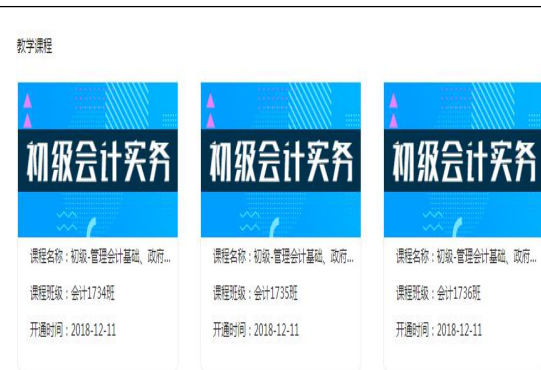 教学课程
初级会计实务
初级会计实务
初级会计实务
课程名称：初级-管理会计基础、政府...
课程名称：初级-管理会计基础、政府...
课程名称：初级-管理会计基础、政府...
课程班级：会计1734班
课程班级：会计1735班
课程班级：会计1736班
开通时间：2018-12-11
开通时间：2018-12-11
开通时间：2018-12-11